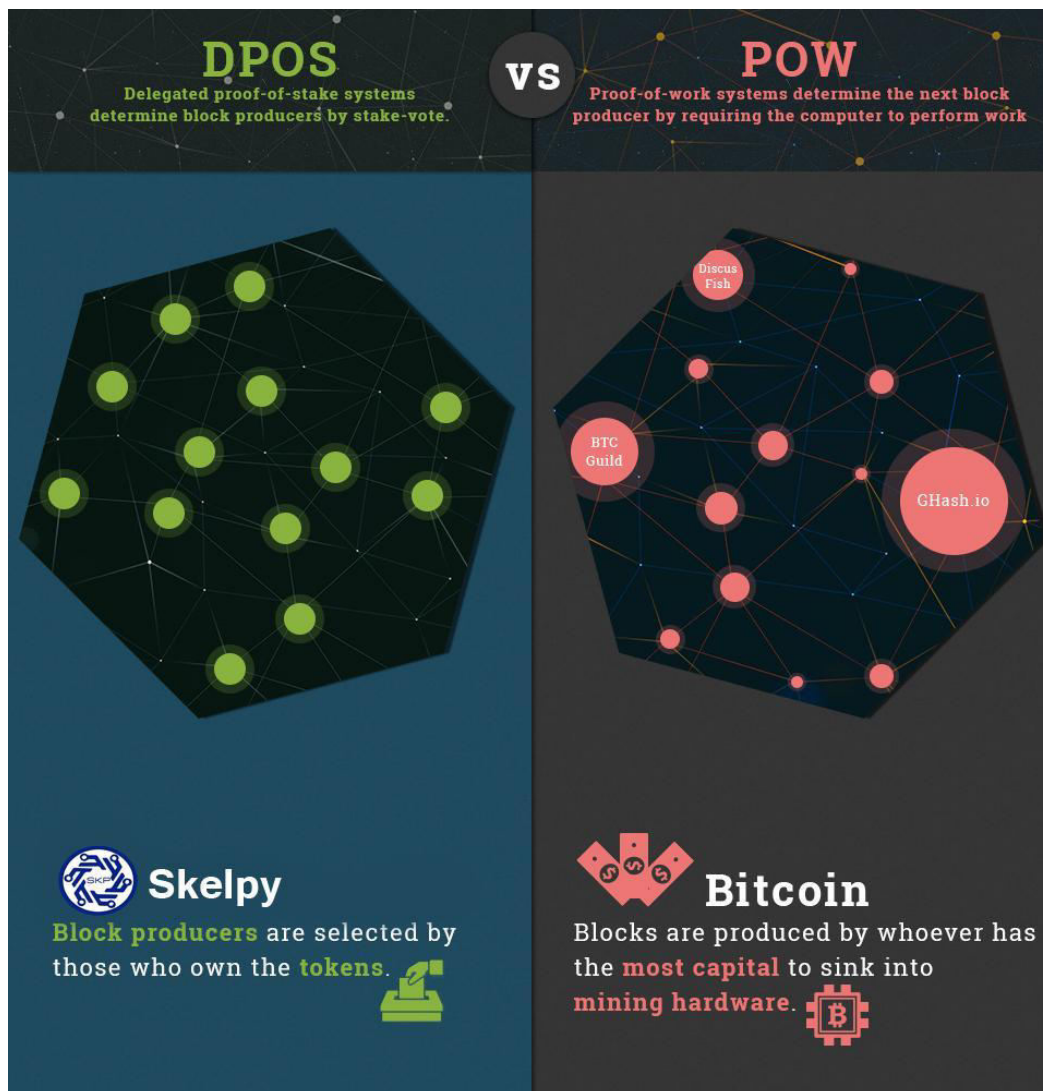 DPOS
Delegated proof-of-stake systems
determine block producers by stake-vote.
VS
POW
Proof-of-work systems determine the next block
producer by requiring the computer to perform work
Discus
Fish
BTC
Guild
GHash.io
SKP
Skelpy
Block producers are selected by
those who own the tokens.
Bitcoin
Blocks are produced by whoever has
the most capital to sink into
mining hardware.